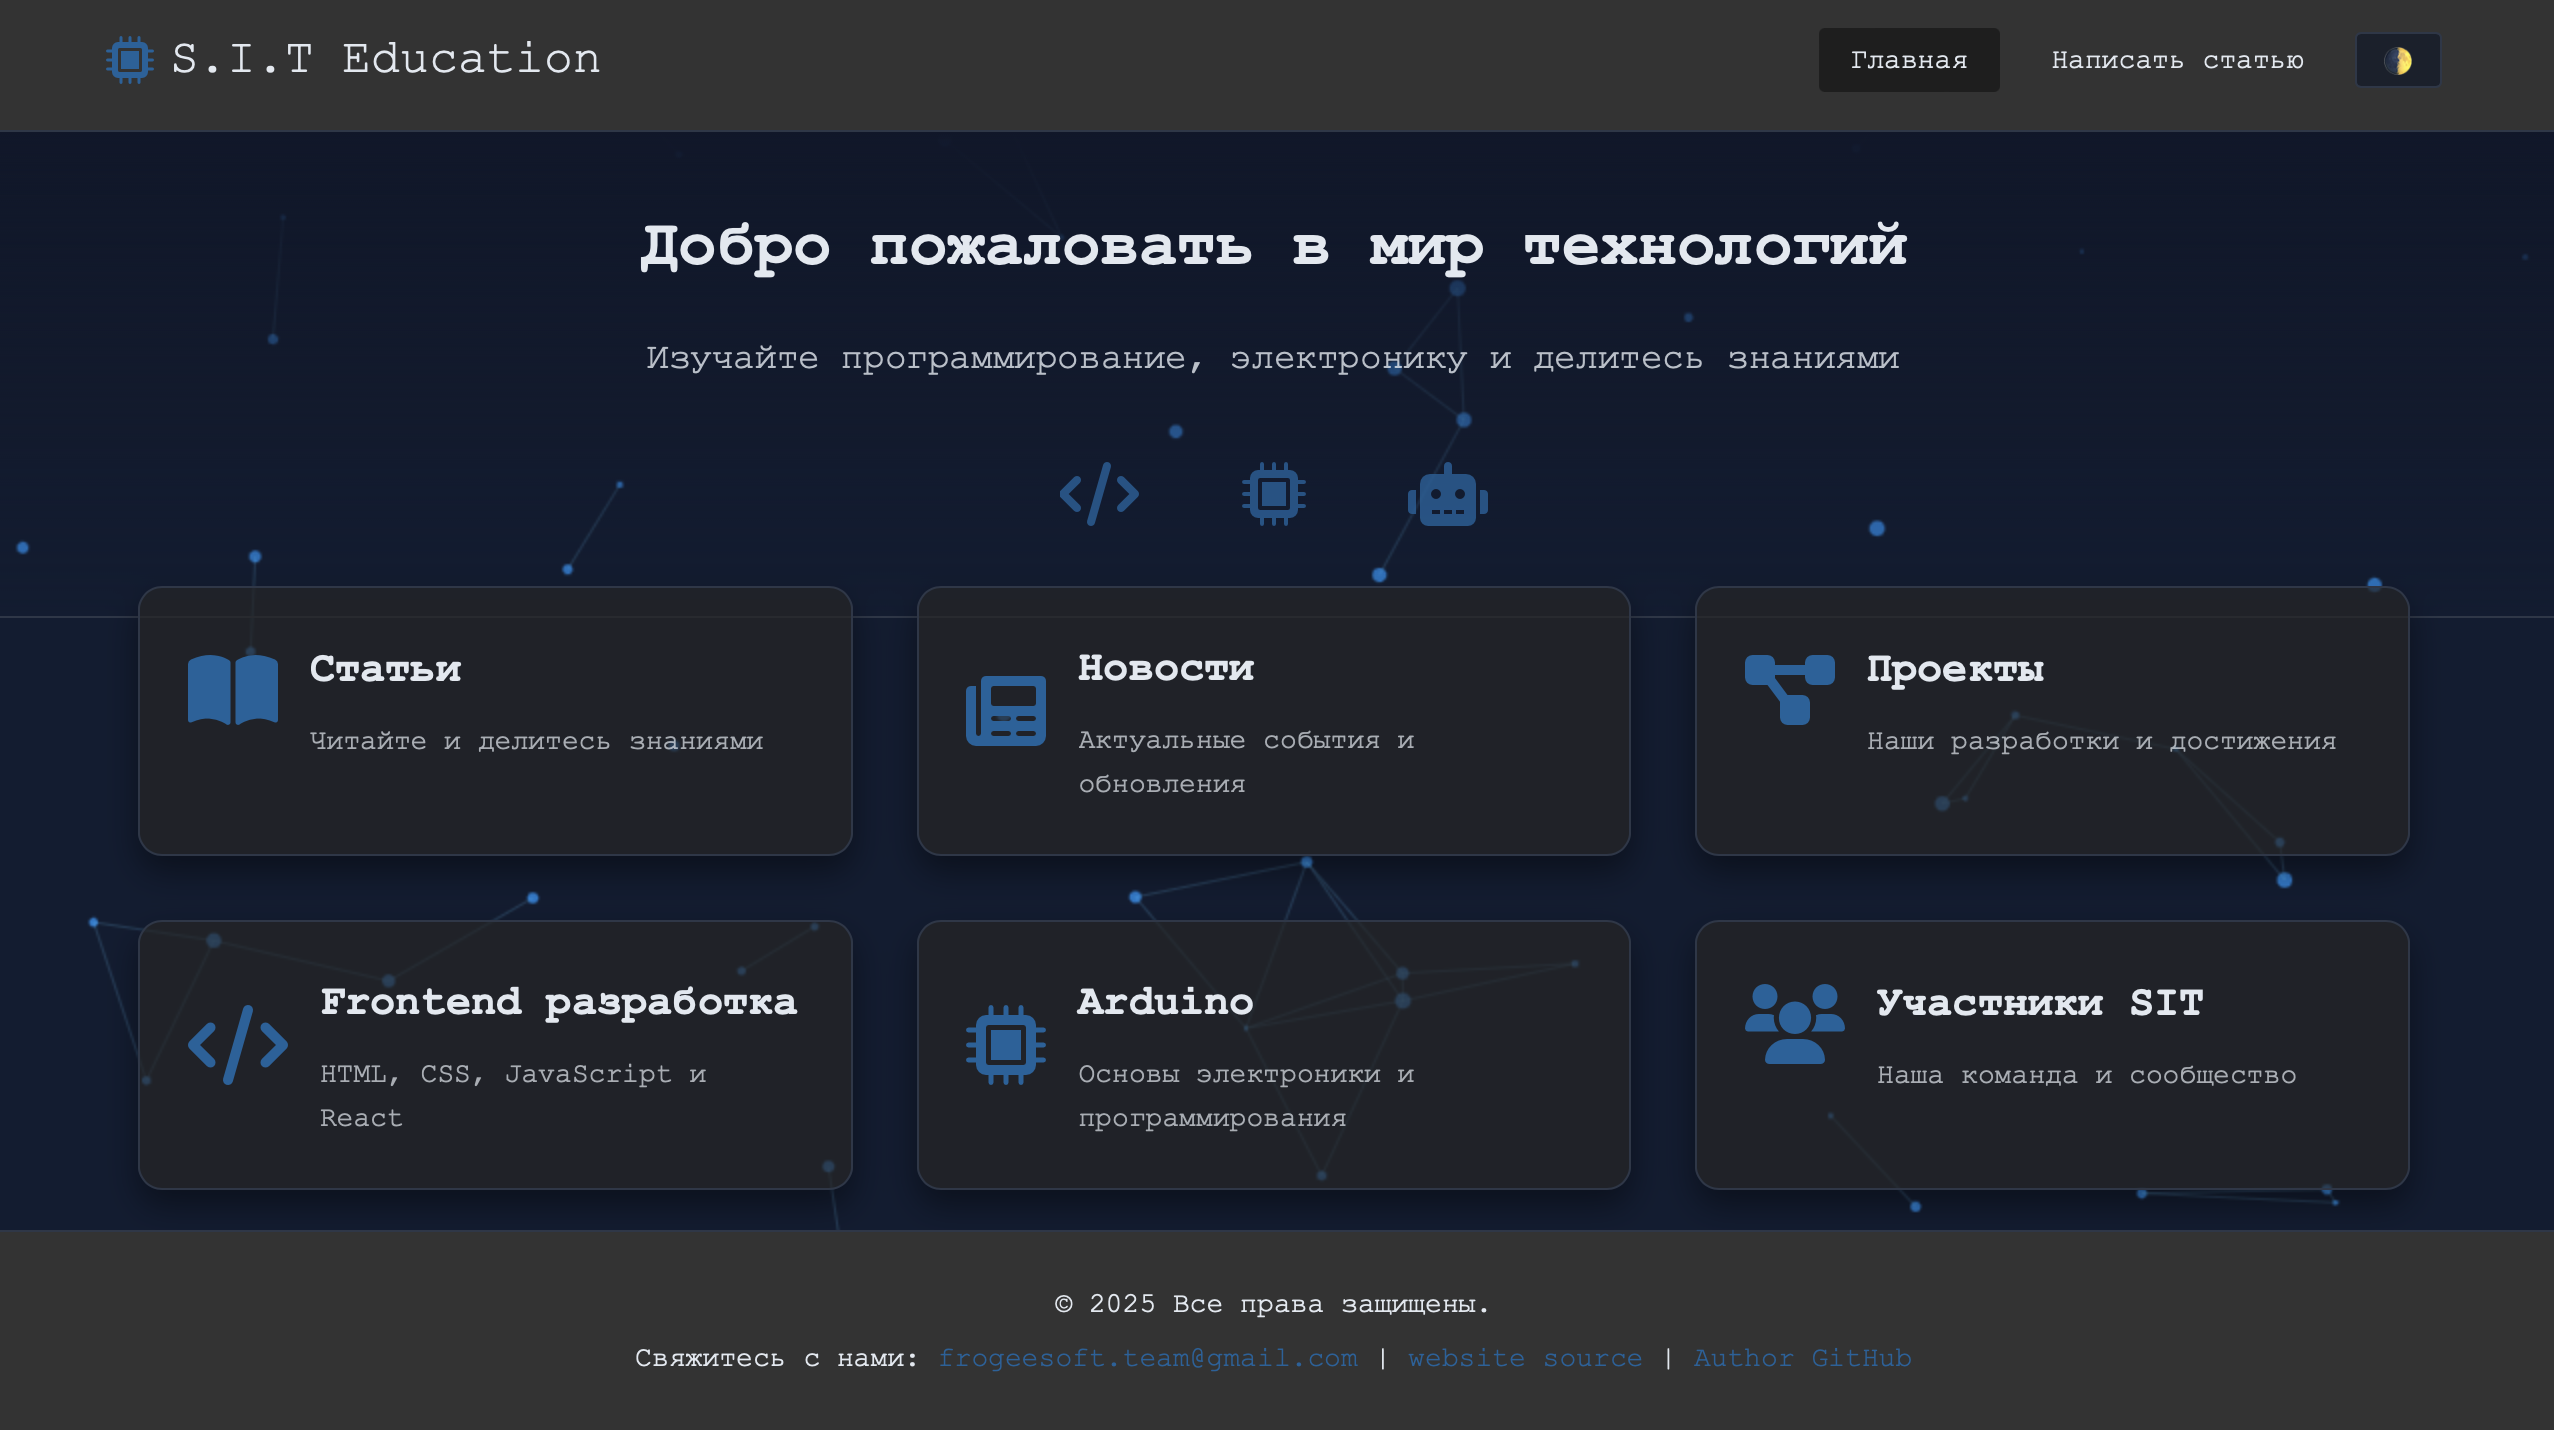 S.I.T Education
Главная
Написать статью
Добро пожаловать в мир технологий
Изучайте программирование, электронику и делитесь знаниями
Статьи
Читайте и делитесь знаниями
Новости
Актуальные события и
обновления
Проекты
Наши разработки и достижения
Frontend разработка
HTML, CSS, JavaScript и
React
Arduino
Основы электроники и
программирования
Участники SIT
Наша команда и сообщество
© 2025 Все права защищены.
Свяжитесь с нами: frogeesoft.team@gmail.com | website source | Author GitHub